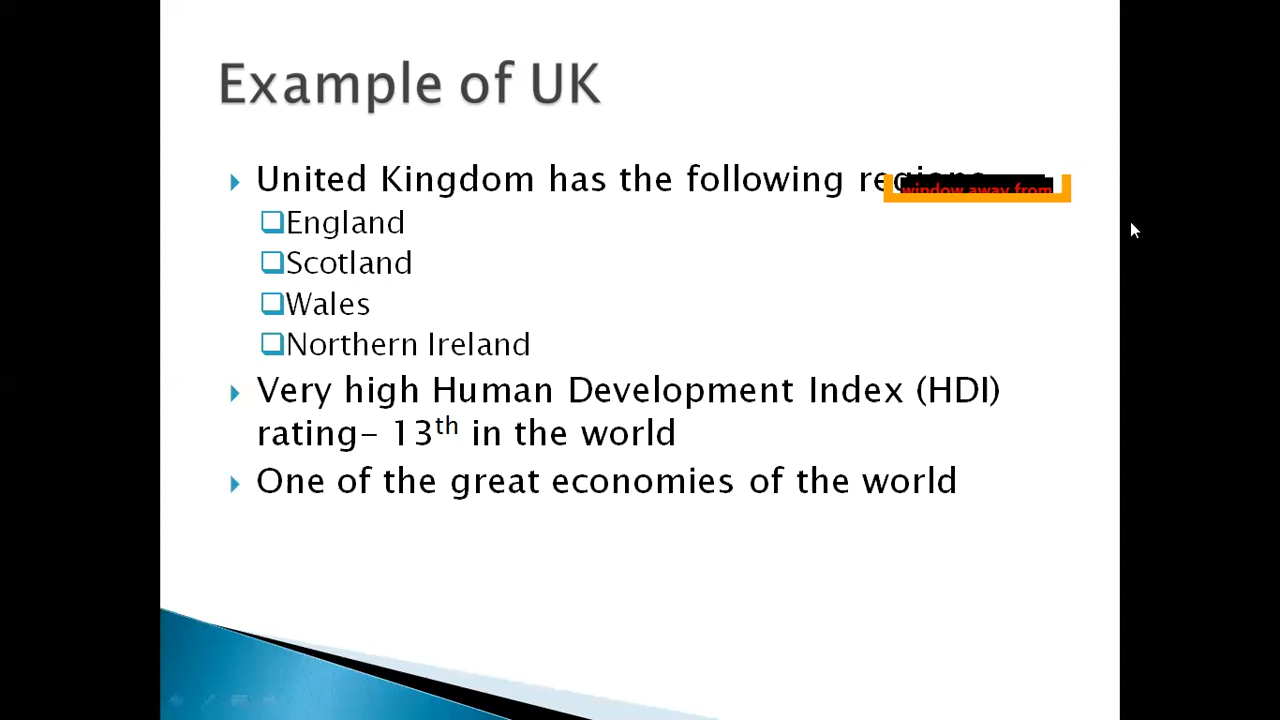 Example of UK
United Kingdom has the following regions
window away from
England
Scotland
Wales
Northern Ireland
Very high Human Development Index (HDI)
rating– 13th in the world
One of the great economies of the world